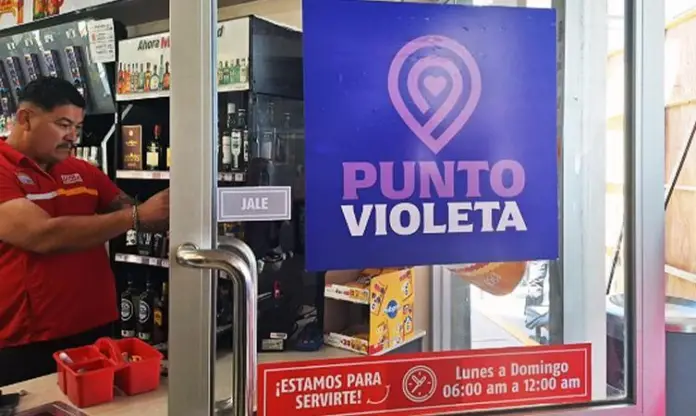 Ahora
PUNTO
VIOLETA
JALE
¡ESTAMOS PARA
SERVIRTE!
Lunes a Domingo
06:00 am a 12:00 am